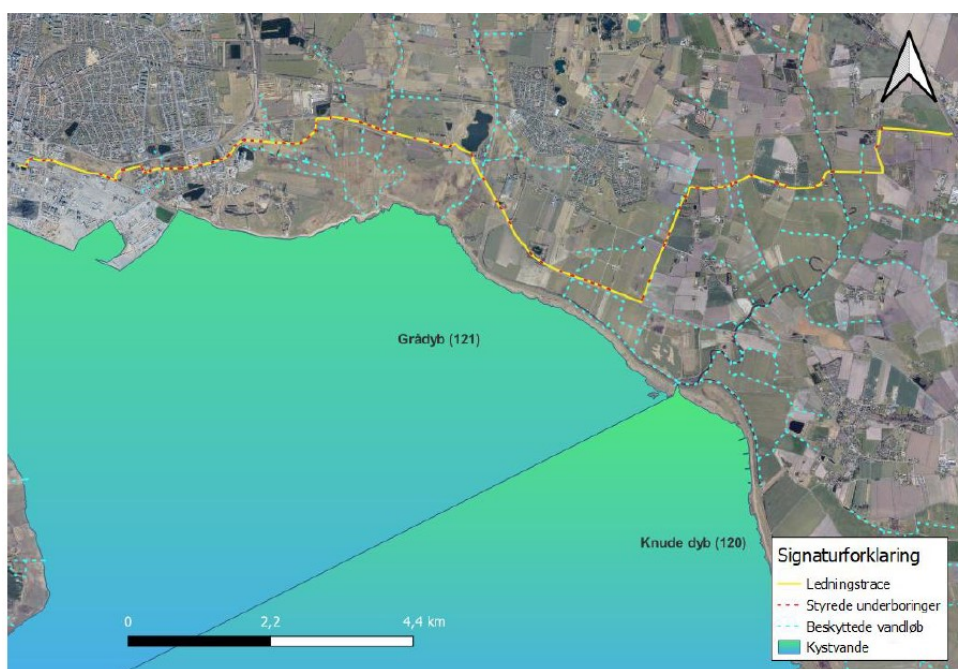 Grådyb (121)
Knude dyb (120)
0 2,2 4,4 km
Signaturforklaring
Ledningstrace
Styrede underboringer
Beskyttede vandløb
Kystvande